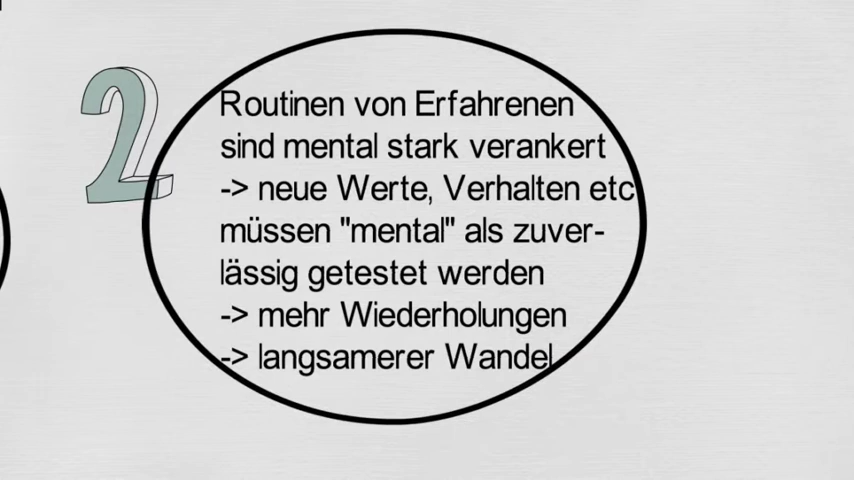 2
Routinen von Erfahrenen
sind mental stark verankert
-> neue Werte, Verhalten etc
müssen "mental" als zuver-
lässig getestet werden
-> mehr Wiederholungen
-> langsamerer Wandel